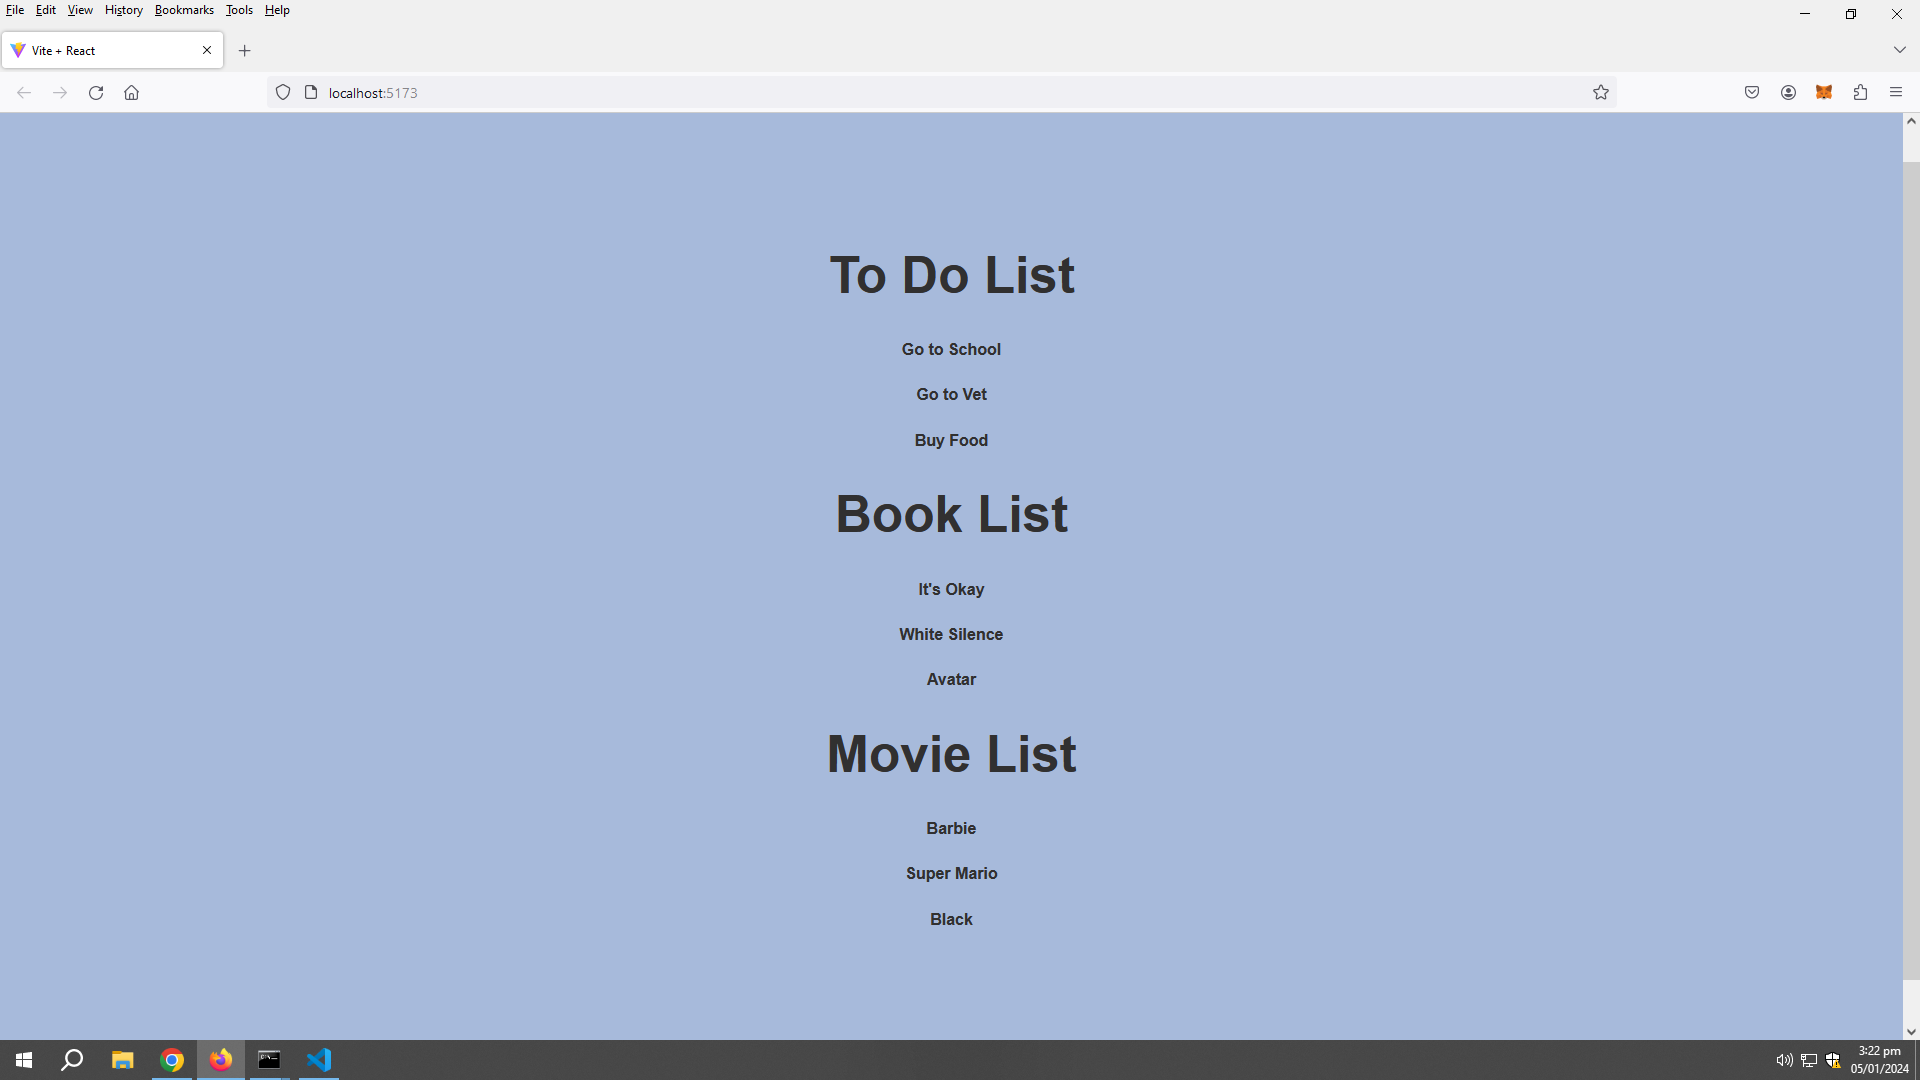 File Edit View History Bookmarks Tools Help
Vite + React
localhost:5173
To Do List
Go to School
Go to Vet
Buy Food
Book List
It's Okay
White Silence
Avatar
Movie List
Barbie
Super Mario
Black
3:22 pm
05/01/2024